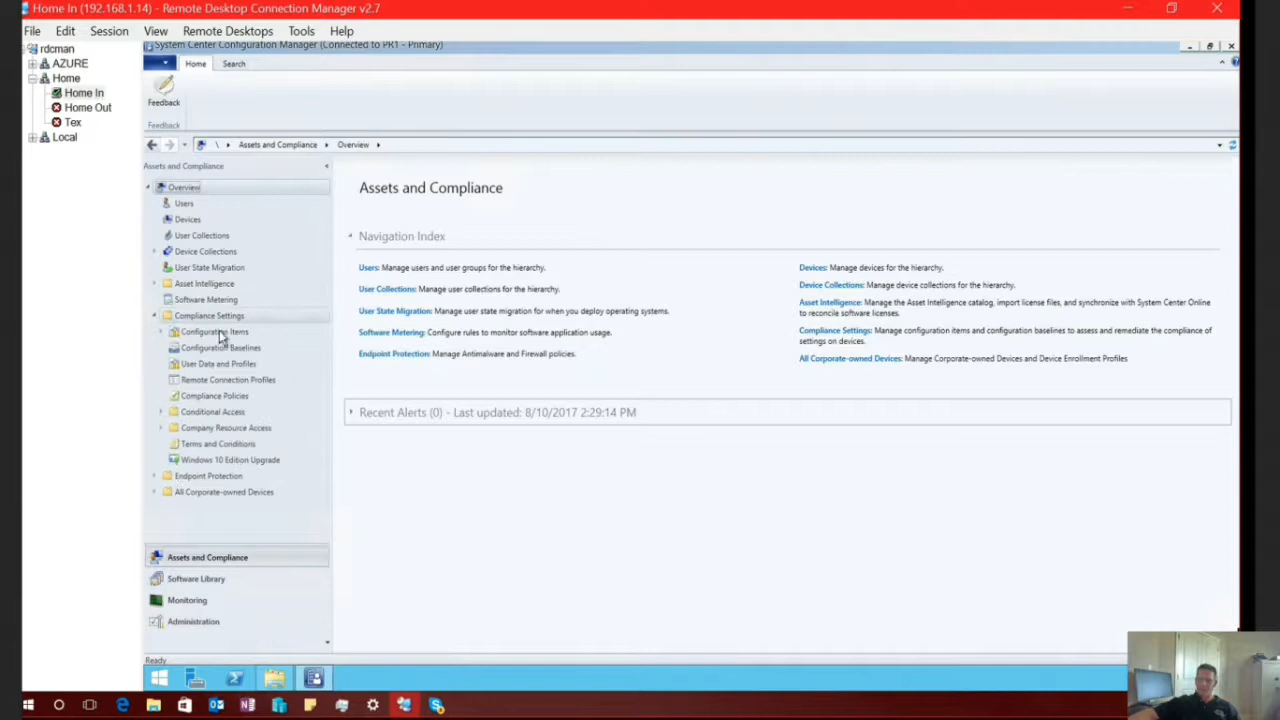 Home In (192.168.1.14) - Remote Desktop Connection Manager v2.7
File Edit Session View Remote Desktops Tools Help
rdcman
AZURE
Home
Home In
Home Out
Tex
Local
System Center Configuration Manager (Connected to PR1 - Primary)
Home Search
Feedback
Feedback
\ Assets and Compliance Overview
Assets and Compliance
Overview
Users
Devices
User Collections
Device Collections
User State Migration
Asset Intelligence
Software Metering
Compliance Settings
Configuration Items
Configuration Baselines
User Data and Profiles
Remote Connection Profiles
Compliance Policies
Conditional Access
Company Resource Access
Terms and Conditions
Windows 10 Edition Upgrade
Endpoint Protection
All Corporate-owned Devices
Assets and Compliance
Software Library
Monitoring
Administration
Ready
Assets and Compliance
Navigation Index
Users: Manage users and user groups for the hierarchy.
User Collections: Manage user collections for the hierarchy.
User State Migration: Manage user state migration for when you deploy operating systems.
Software Metering: Configure rules to monitor software application usage.
Endpoint Protection: Manage Antimalware and Firewall policies.
Devices: Manage devices for the hierarchy.
Device Collections: Manage device collections for the hierarchy.
Asset Intelligence: Manage the Asset Intelligence catalog, import license files, and synchronize with System Center Online
to reconcile software licenses.
Compliance Settings: Manage configuration items and configuration baselines to assess and remediate the compliance of
settings on devices.
All Corporate-owned Devices: Manage Corporate-owned Devices and Device Enrollment Profiles
Recent Alerts (0) - Last updated: 8/10/2017 2:29:14 PM